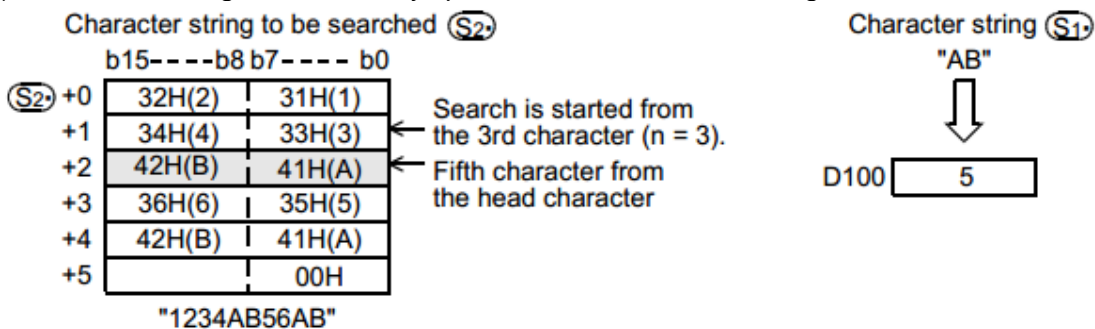 Character string to be searched S2•
Character string S1•
b15----b8 b7---- b0
"AB"
S2• +0 32H(2) 31H(1)
+1 34H(4) 33H(3)
Search is started from
the 3rd character (n = 3).
+2 42H(B) 41H(A)
Fifth character from
the head character
D100 5
+3 36H(6) 35H(5)
+4 42H(B) 41H(A)
+5 00H
"1234AB56AB"